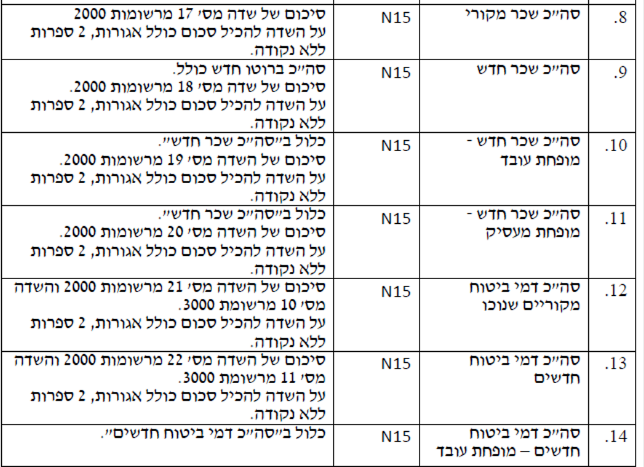 8. סה״כ שכר מקורי N15 סיכום של שדה מס׳ 17 מרשומות 2000
על השדה להכיל סכום כולל אגורות, 2 ספרות
ללא נקודה.
9. סה״כ שכר חדש N15 סה״כ ברוטו חדש כולל.
סיכום של השדה מס׳ 18 מרשומות 2000.
על השדה להכיל סכום כולל אגורות, 2 ספרות
ללא נקודה.
10. סה״כ שכר חדש - N15 כלול ב״סה״כ שכר חדש״.
מופחת עובד סיכום של השדה מס׳ 19 מרשומות 2000.
על השדה להכיל סכום כולל אגורות, 2 ספרות
ללא נקודה.
11. סה״כ שכר חדש - N15 כלול ב״סה״כ שכר חדש״.
מופחת מעסיק סיכום של השדה מס׳ 20 מרשומות 2000.
על השדה להכיל סכום כולל אגורות, 2 ספרות
ללא נקודה.
12. סה״כ דמי ביטוח N15 סיכום של השדה מס׳ 21 מרשומות 2000 והשדה
מקוריים שנוכו מס׳ 10 מרשומת 3000.
על השדה להכיל סכום כולל אגורות, 2 ספרות
ללא נקודה.
13. סה״כ דמי ביטוח N15 סיכום של השדה מס׳ 22 מרשומות 2000 והשדה
חדשים מס׳ 11 מרשומת 3000.
על השדה להכיל סכום כולל אגורות, 2 ספרות
ללא נקודה.
14. סה״כ דמי ביטוח N15 כלול ב״סה״כ דמי ביטוח חדשים״.
חדשים – מופחת עובד